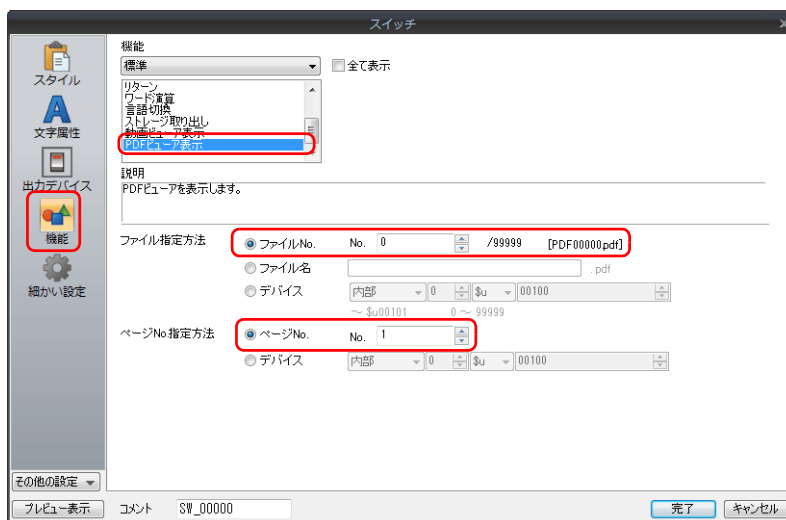 スイッチ
スタイル
文字属性
出力デバイス
機能
細かい設定
その他の設定
プレビュー表示
機能
標準
全て表示
リターン
ワード演算
言語切換
ストレージ取り出し
動画ビューア表示
PDFビューア表示
説明
PDFビューアを表示します。
ファイル指定方法 ファイルNo. No. 0 /99999 [PDF00000.pdf]
ファイル名 .pdf
デバイス 内部 0 $u 00100
～ $u00101 0 ～ 99999
ページNo.指定方法 ページNo. No. 1
デバイス 内部 0 $u 00100
コメント SW_00000 完了 キャンセル